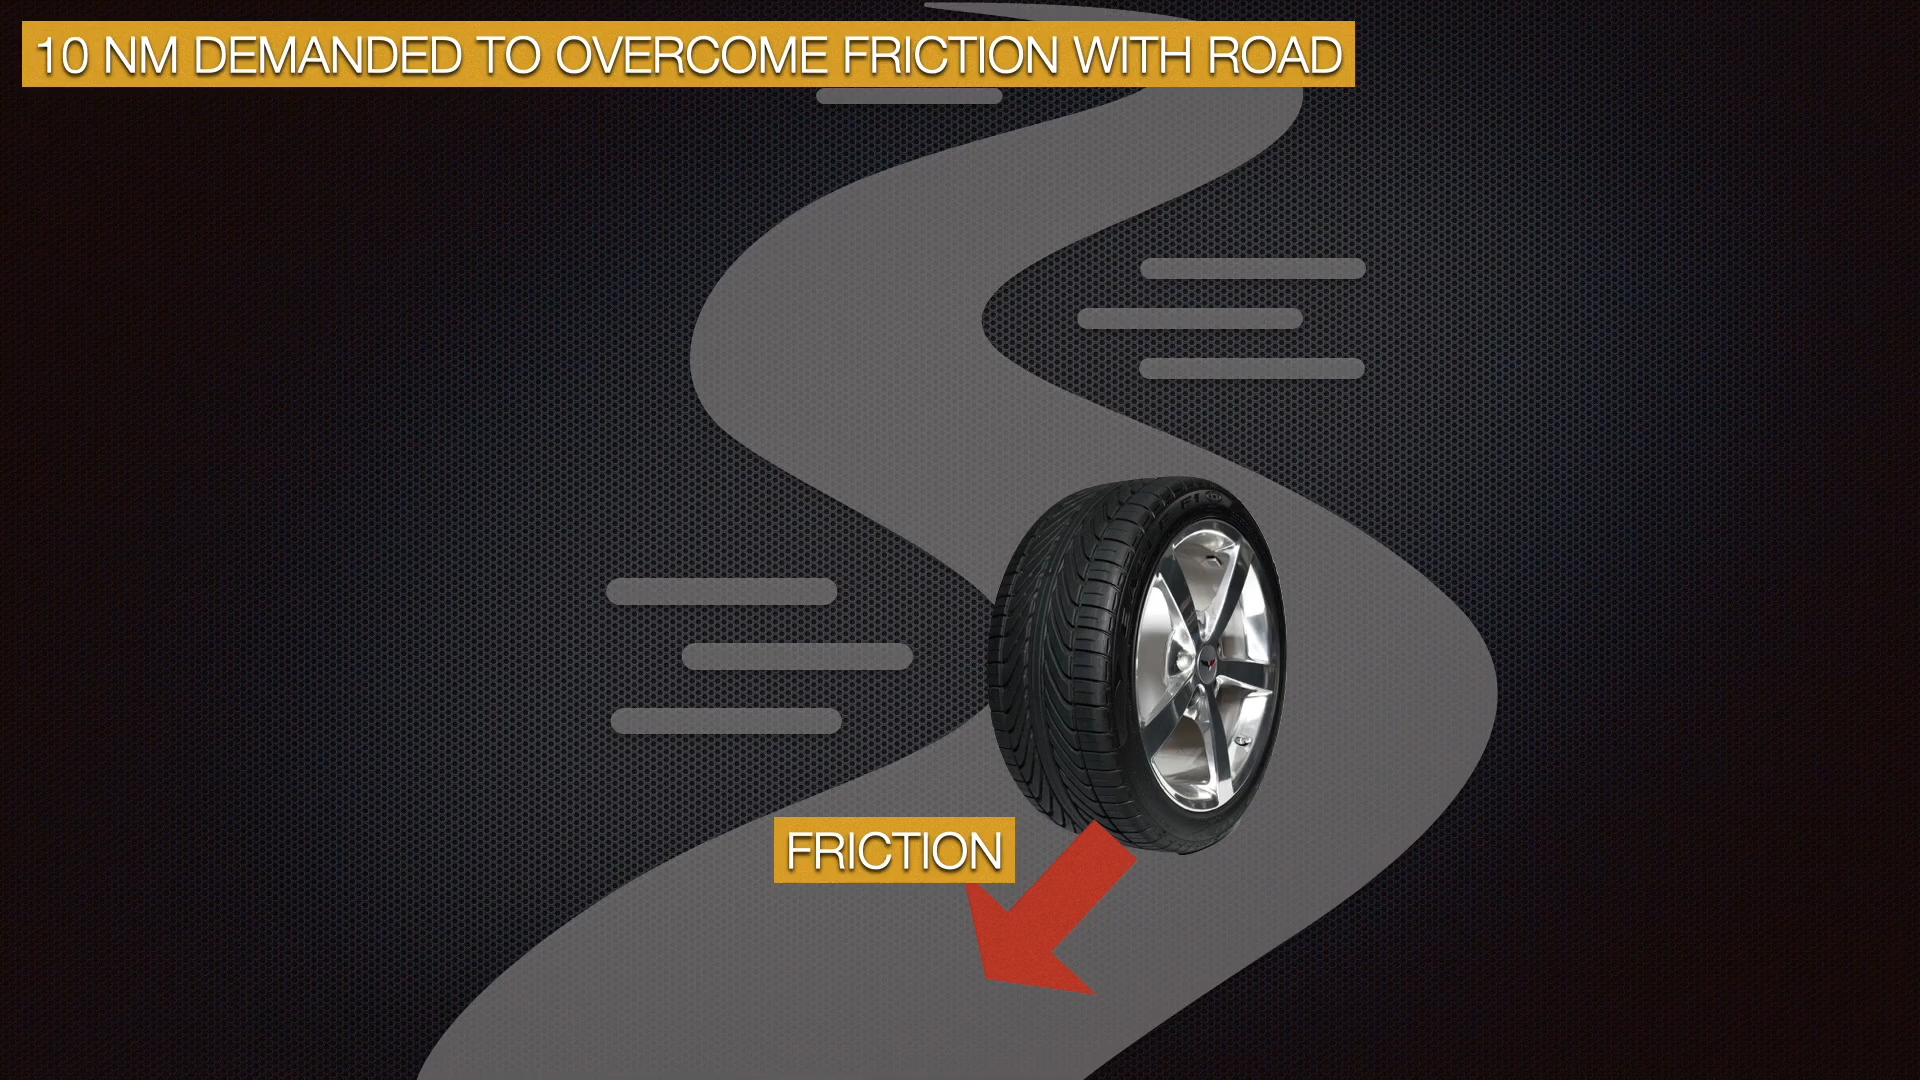 10 NM DEMANDED TO OVERCOME FRICTION WITH ROAD
FRICTION